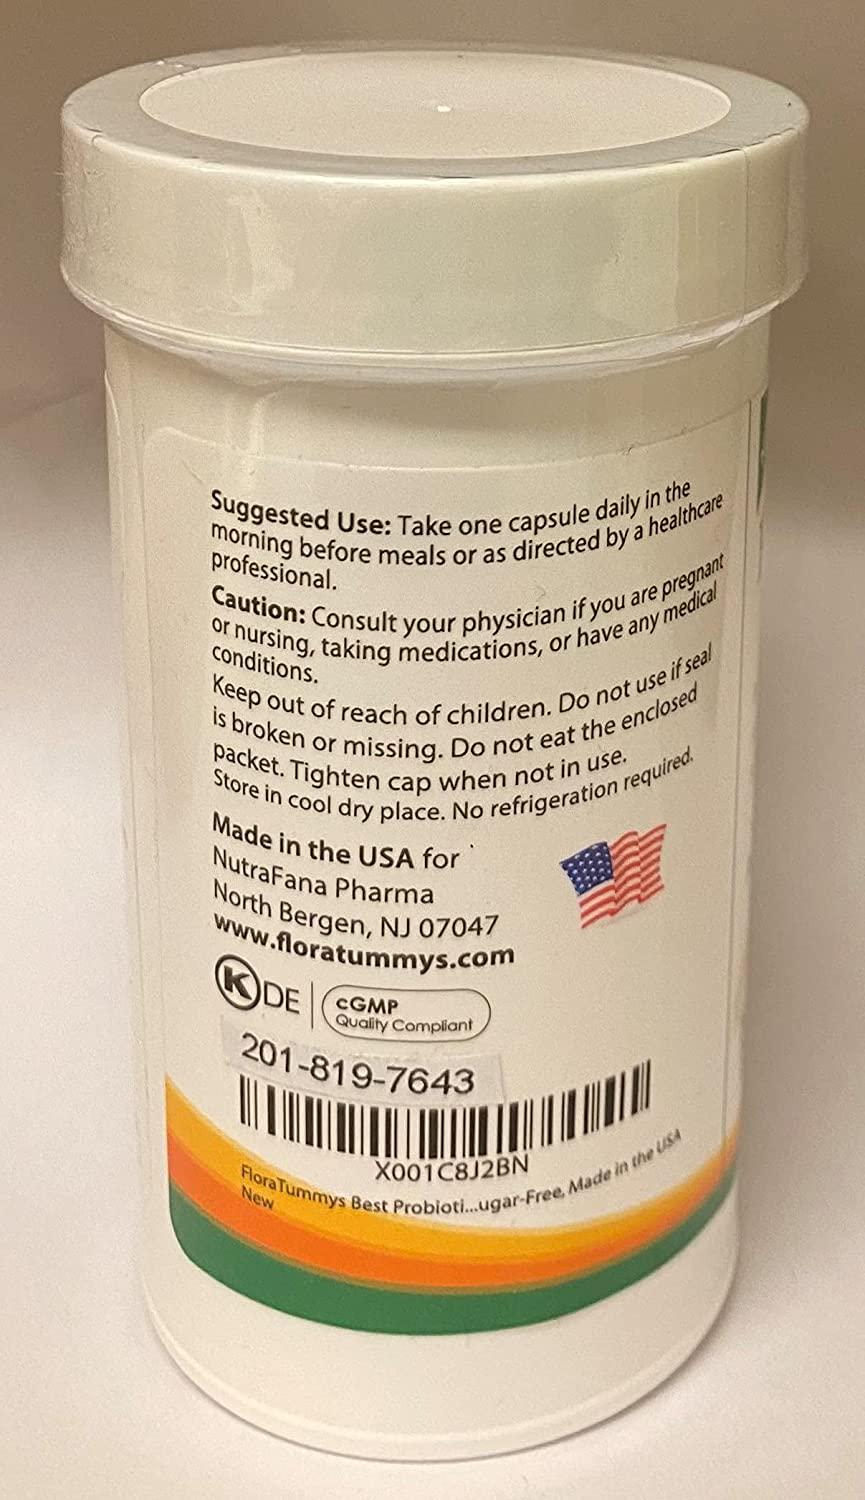 Suggested Use: Take one capsule daily in the
morning before meals or as directed by a healthcare
professional.
Caution: Consult your physician if you are pregnant
or nursing, taking medications, or have any medical
conditions.
Keep out of reach of children. Do not use if seal
is broken or missing. Do not eat the enclosed
packet. Tighten cap when not in use.
Store in cool dry place. No refrigeration required.
Made in the USA for
NutraFana Pharma
North Bergen, NJ 07047
www.floratummys.com
K DE | cGMP
Quality Compliant
201-819-7643
X001C8J2BN
FloraTummys Best Probioti...ugar-Free, Made in the USA
New